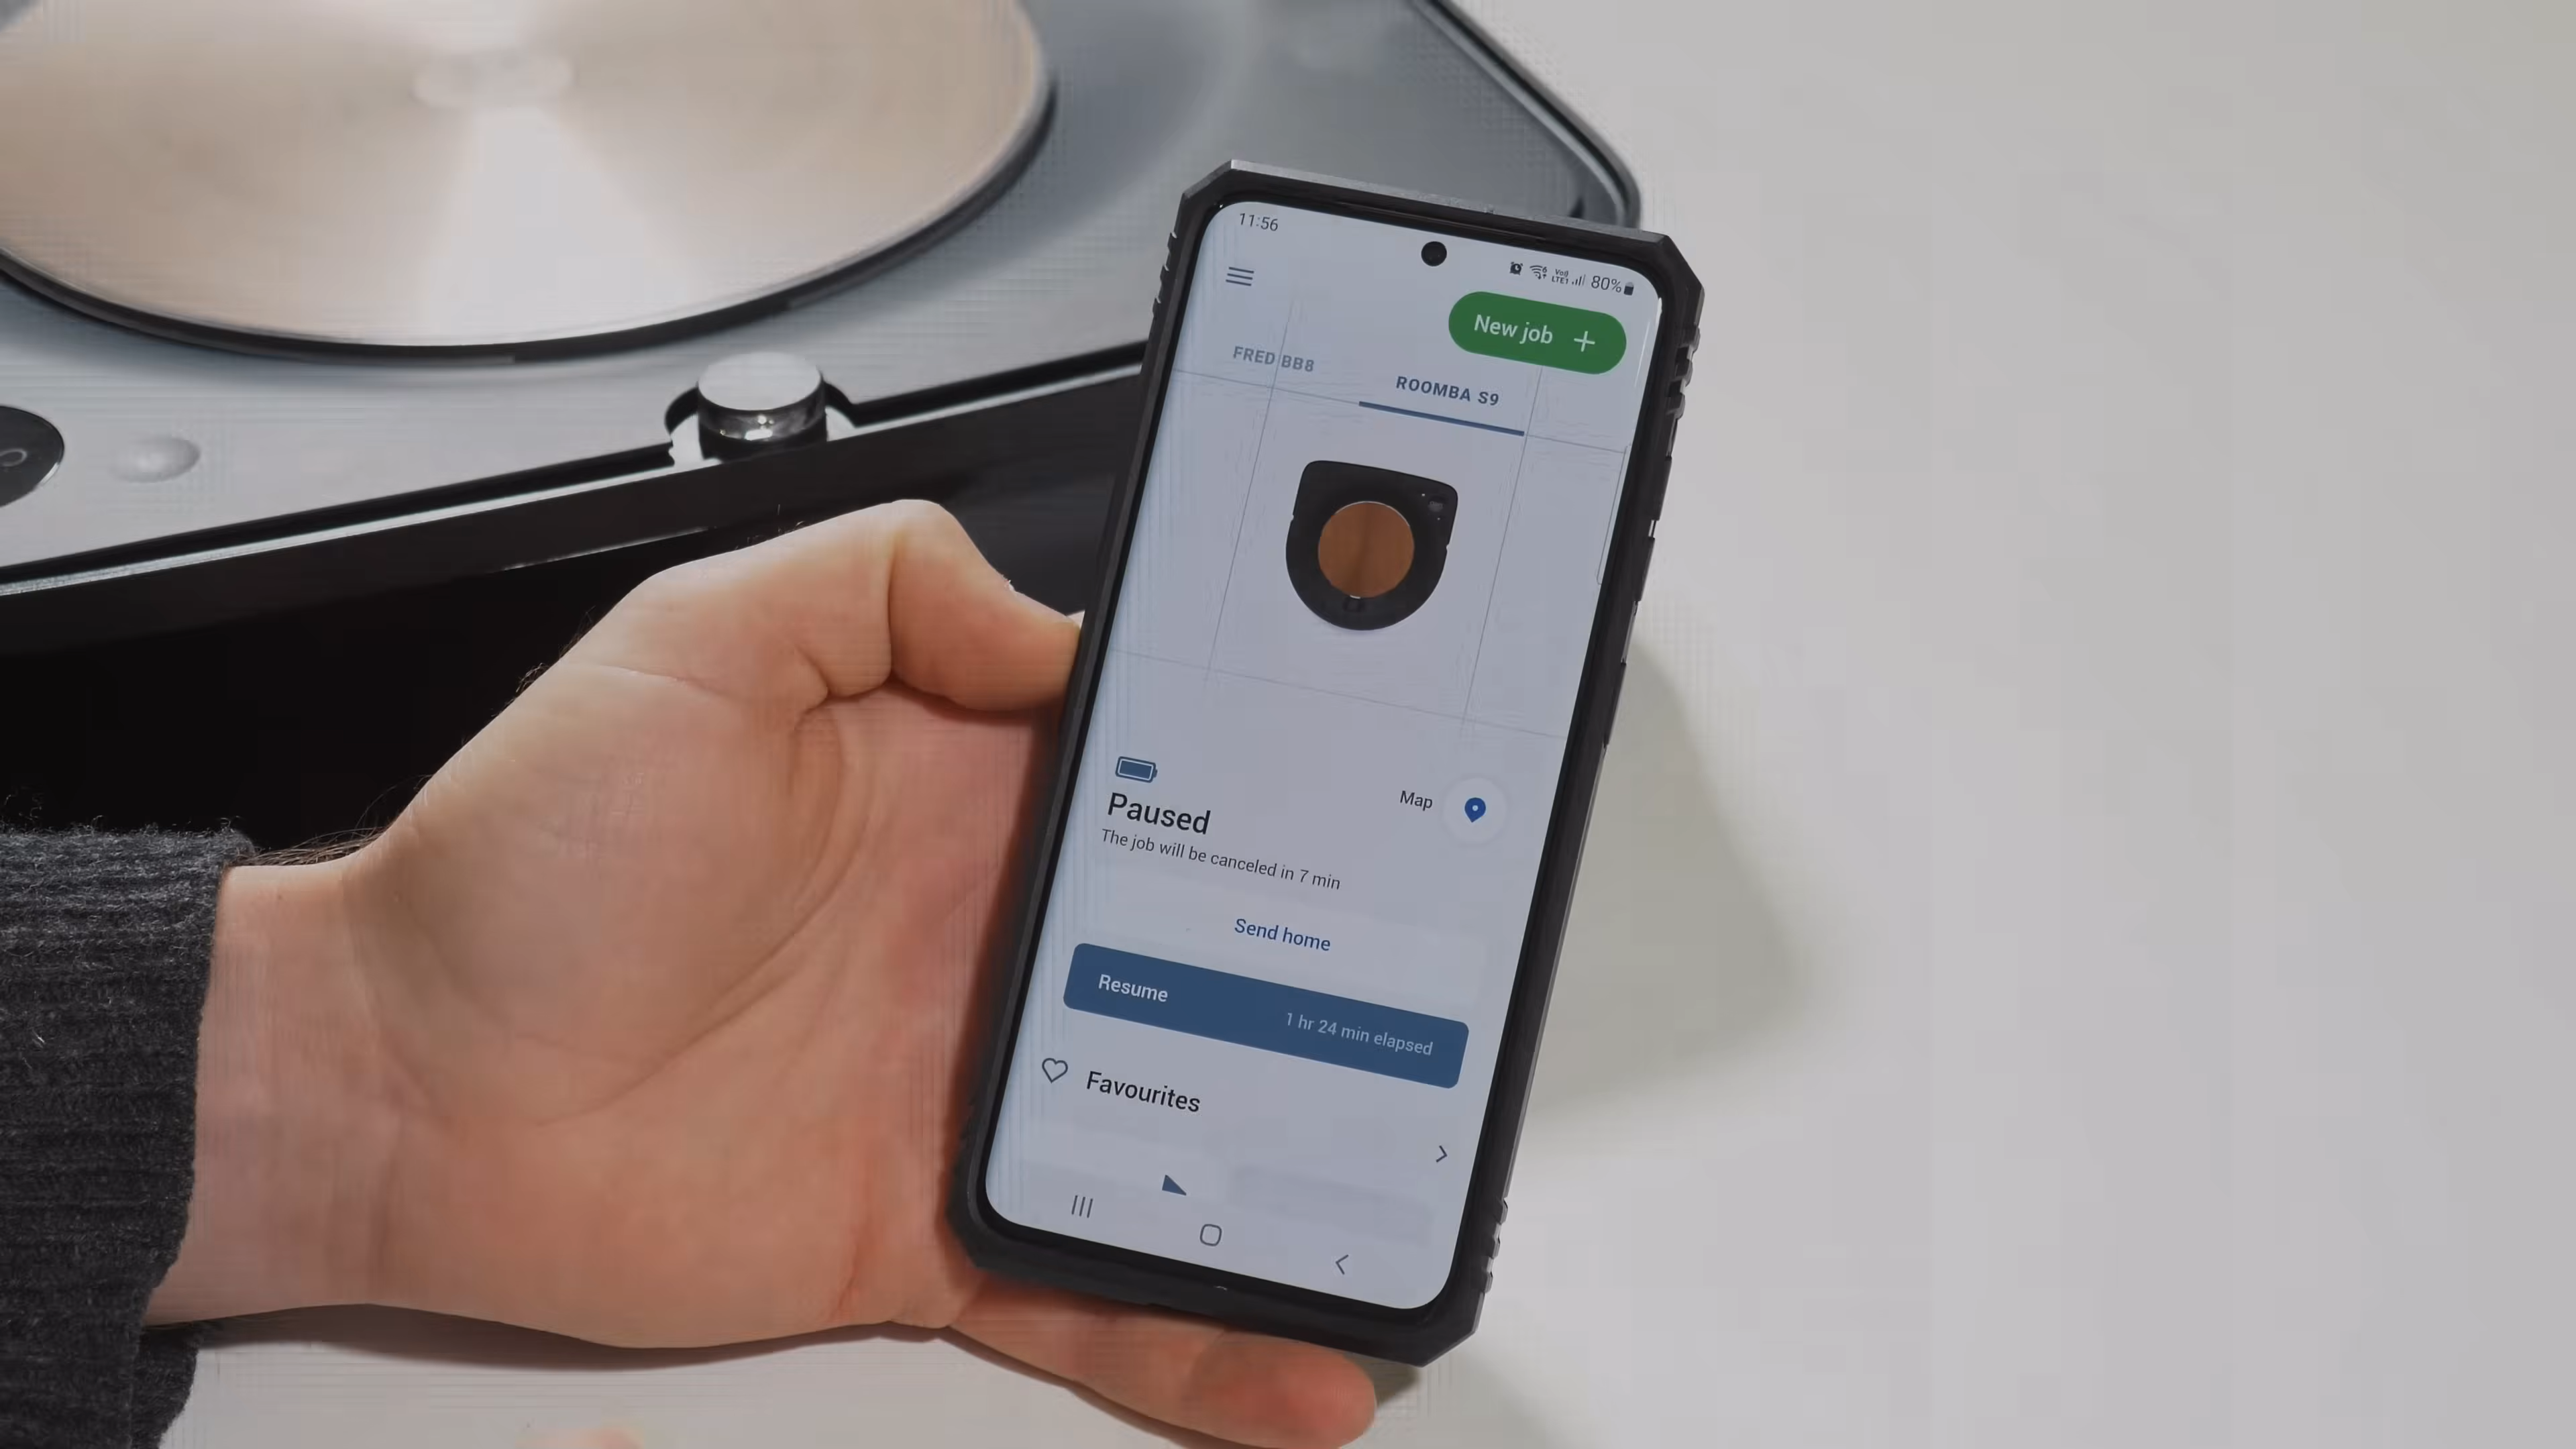 11:56
80%
New job +
FRED BB8
ROOMBA S9
Paused
Map
The job will be canceled in 7 min
Send home
Resume
1 hr 24 min elapsed
Favourites